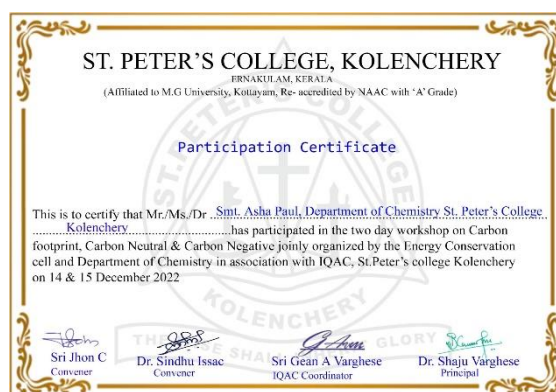 ST. PETER'S COLLEGE, KOLENCHERY
ERNAKULAM, KERALA
(Affiliated to M.G University, Kottayam, Re- accredited by NAAC with ‘A’ Grade)
Participation Certificate
This is to certify that Mr./Ms./Dr Smt. Asha Paul, Department of Chemistry St. Peter's College
Kolenchery has participated in the two day workshop on Carbon
footprint, Carbon Neutral & Carbon Negative joinly organized by the Energy Conservation
cell and Department of Chemistry in association with IQAC, St.Peter's college Kolenchery
on 14 & 15 December 2022
Sri Jhon C
Convener
Dr. Sindhu Issac
Convener
Sri Gean A Varghese
IQAC Coordinator
Dr. Shaju Varghese
Principal
ST.PETER'S COLLEGE
KOLENCHERY
GLORY